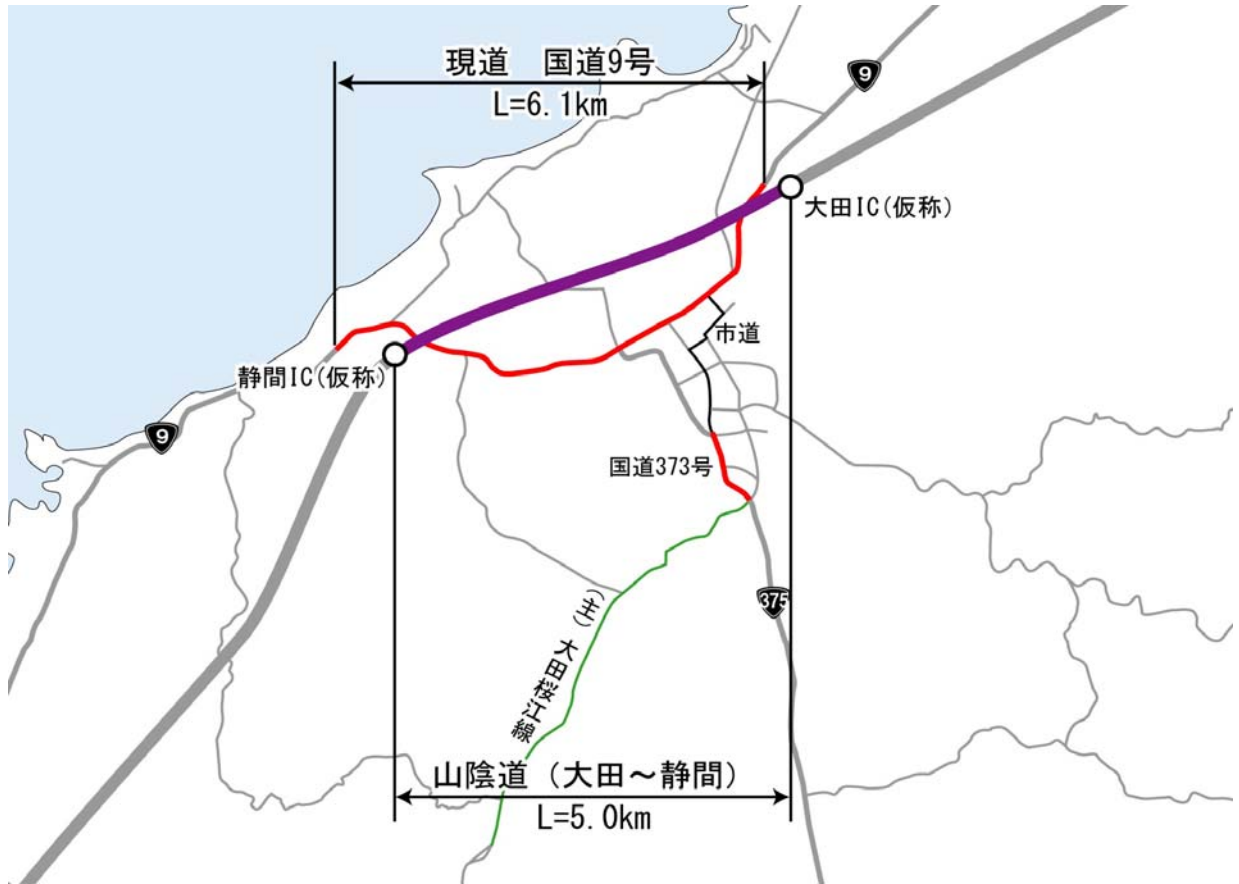 現道　国道9号
L=6.1km
9
大田IC(仮称)
市道
静間IC(仮称)
9
国道373号
375
(主) 大田桜江線
山陰道（大田～静間）
L=5.0km